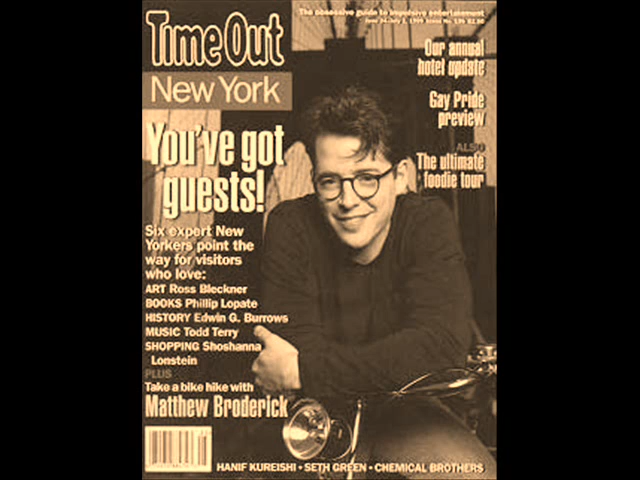 The obsessive guide to impulsive entertainment
Time Out
New York
Our annual
hotel update
Gay Pride
preview
ALSO
The ultimate
foodie tour
You've got
guests!
Six expert New
Yorkers point the
way for visitors
who love:
ART Ross Bleckner
BOOKS Phillip Lopate
HISTORY Edwin G. Burrows
MUSIC Todd Terry
SHOPPING Shoshanna
Lonstein
PLUS
Take a bike hike with
Matthew Broderick
HANIF KUREISHI • SETH GREEN • CHEMICAL BROTHERS